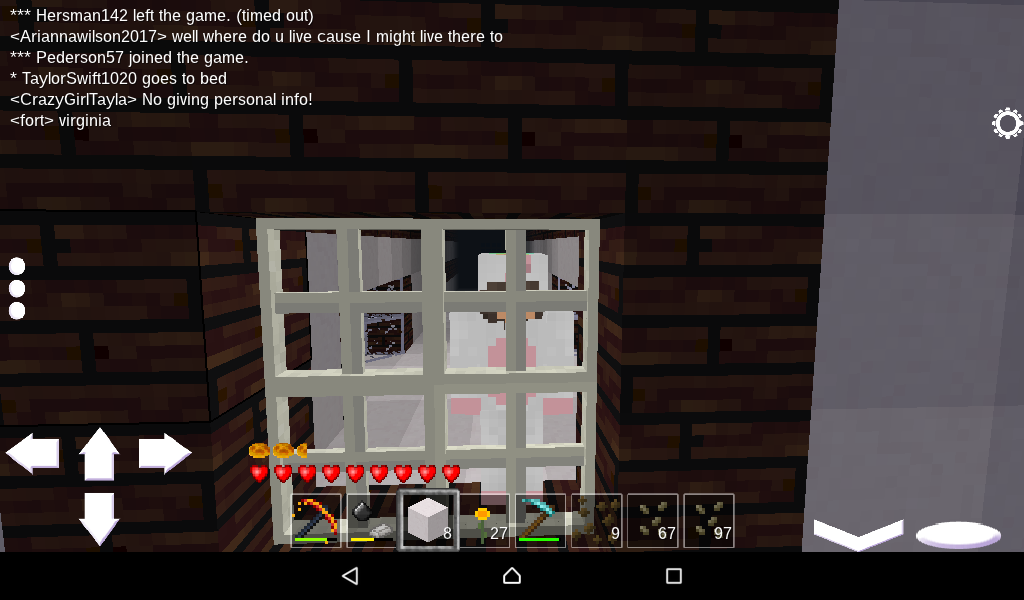 *** Hersman142 left the game. (timed out)
<Ariannawilson2017> well where do u live cause I might live there to
*** Pederson57 joined the game.
* TaylorSwift1020 goes to bed
<CrazyGirlTayla> No giving personal info!
<fort> virginia
8 27 9 67 97